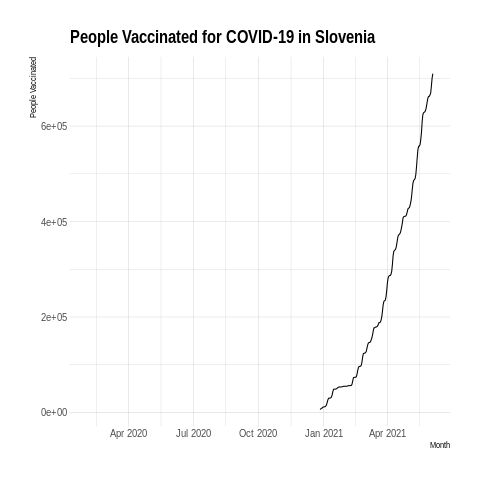 People Vaccinated for COVID-19 in Slovenia
People Vaccinated
6e+05
4e+05
2e+05
0e+00
Apr 2020 Jul 2020 Oct 2020 Jan 2021 Apr 2021
Month